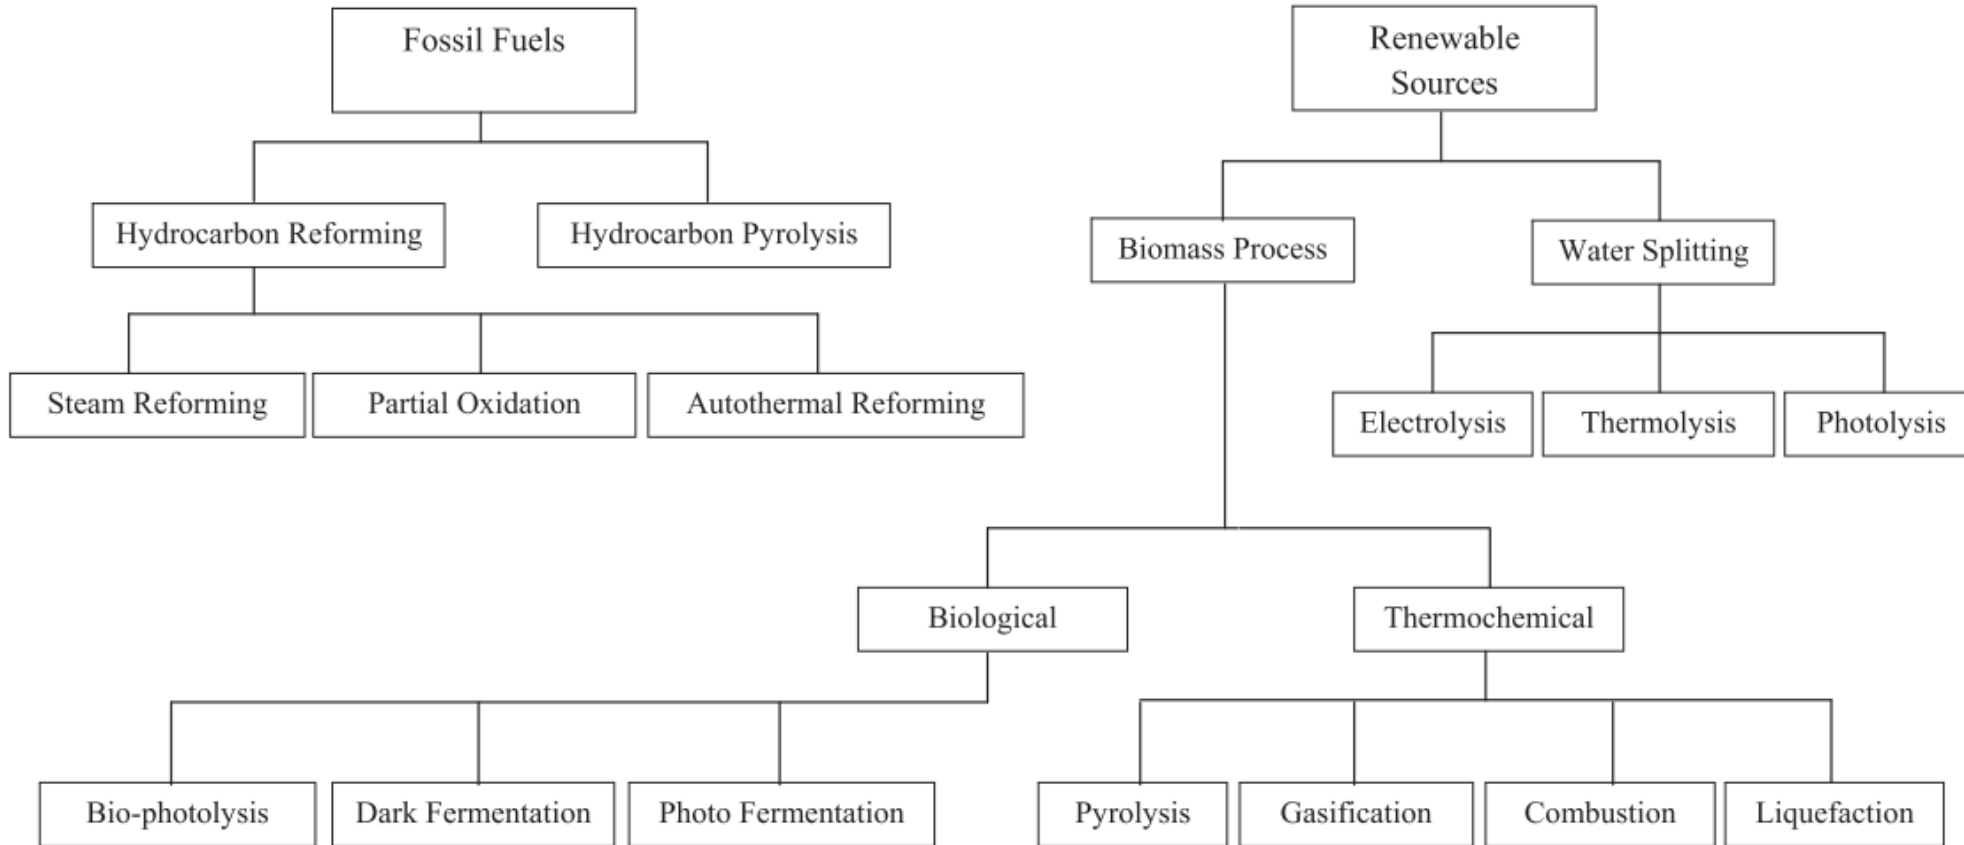 Fossil Fuels
Renewable
Sources
Hydrocarbon Reforming
Hydrocarbon Pyrolysis
Biomass Process
Water Splitting
Steam Reforming
Partial Oxidation
Autothermal Reforming
Electrolysis
Thermolysis
Photolysis
Biological
Thermochemical
Bio-photolysis
Dark Fermentation
Photo Fermentation
Pyrolysis
Gasification
Combustion
Liquefaction